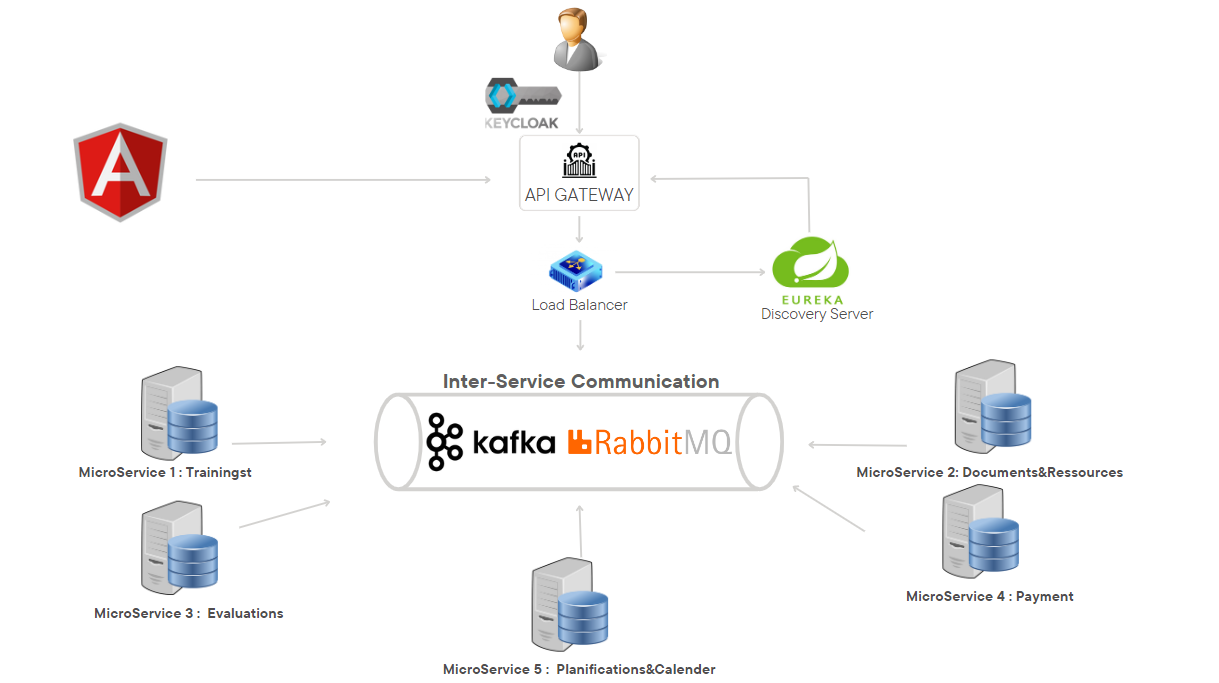 KEYCLOAK
API
API GATEWAY
Load Balancer
EUREKA
Discovery Server
Inter-Service Communication
kafka RabbitMQ
MicroService 1 : Trainingst
MicroService 2: Documents&Ressources
MicroService 3 :  Evaluations
MicroService 4 : Payment
MicroService 5 :  Planifications&Calender